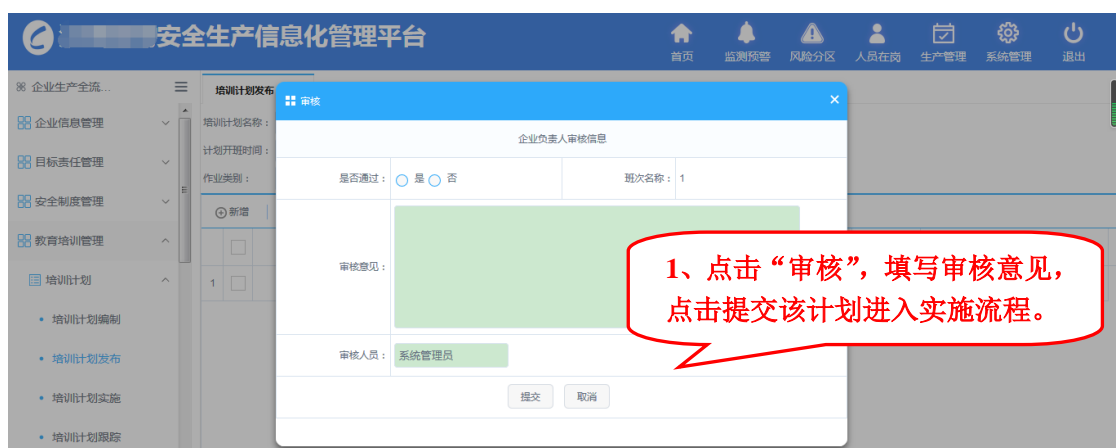 安全生产信息化管理平台
首页 监测预警 风险分区 人员在岗 生产管理 系统管理 退出
企业生产全流...
培训计划发布
审核
企业信息管理
培训计划名称：
企业负责人审核信息
目标责任管理
计划开班时间：
作业类别：
是否通过： 是 否 班次名称： 1
安全制度管理
新增
教育培训管理
审核意见：
1、点击“审核”，填写审核意见，
点击提交该计划进入实施流程。
培训计划
1
培训计划编制
培训计划发布
审核人员： 系统管理员
培训计划实施
提交 取消
培训计划跟踪